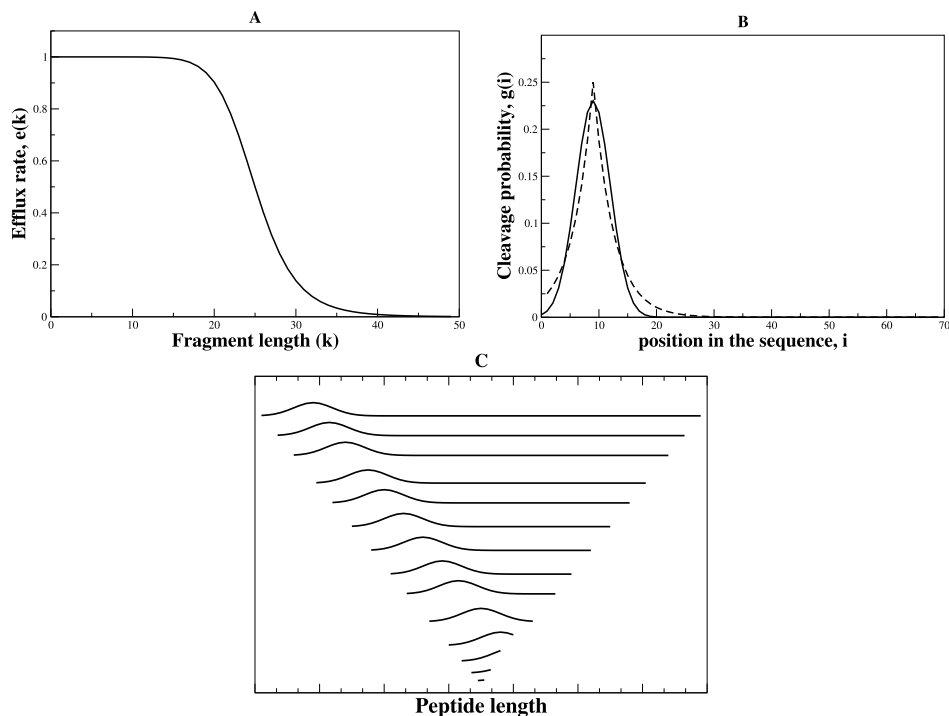 A
Efflux rate, e(k)
1
0.8
0.6
0.4
0.2
0
0 10 20 30 40 50
Fragment length (k)
B
Cleavage probability, g(i)
0.25
0.2
0.15
0.1
0.05
0
0 10 20 30 40 50 60 70
position in the sequence, i
C
Peptide length